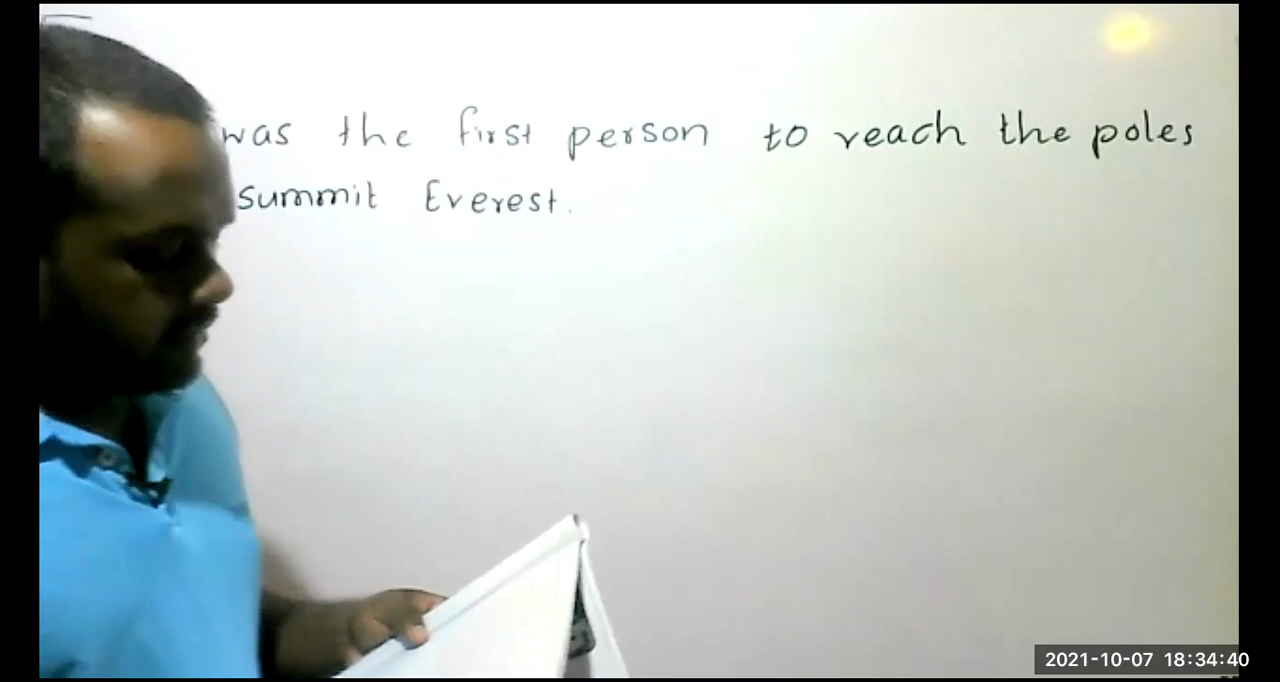 was the first person to reach the poles
summit Everest.
2021-10-07 18:34:40